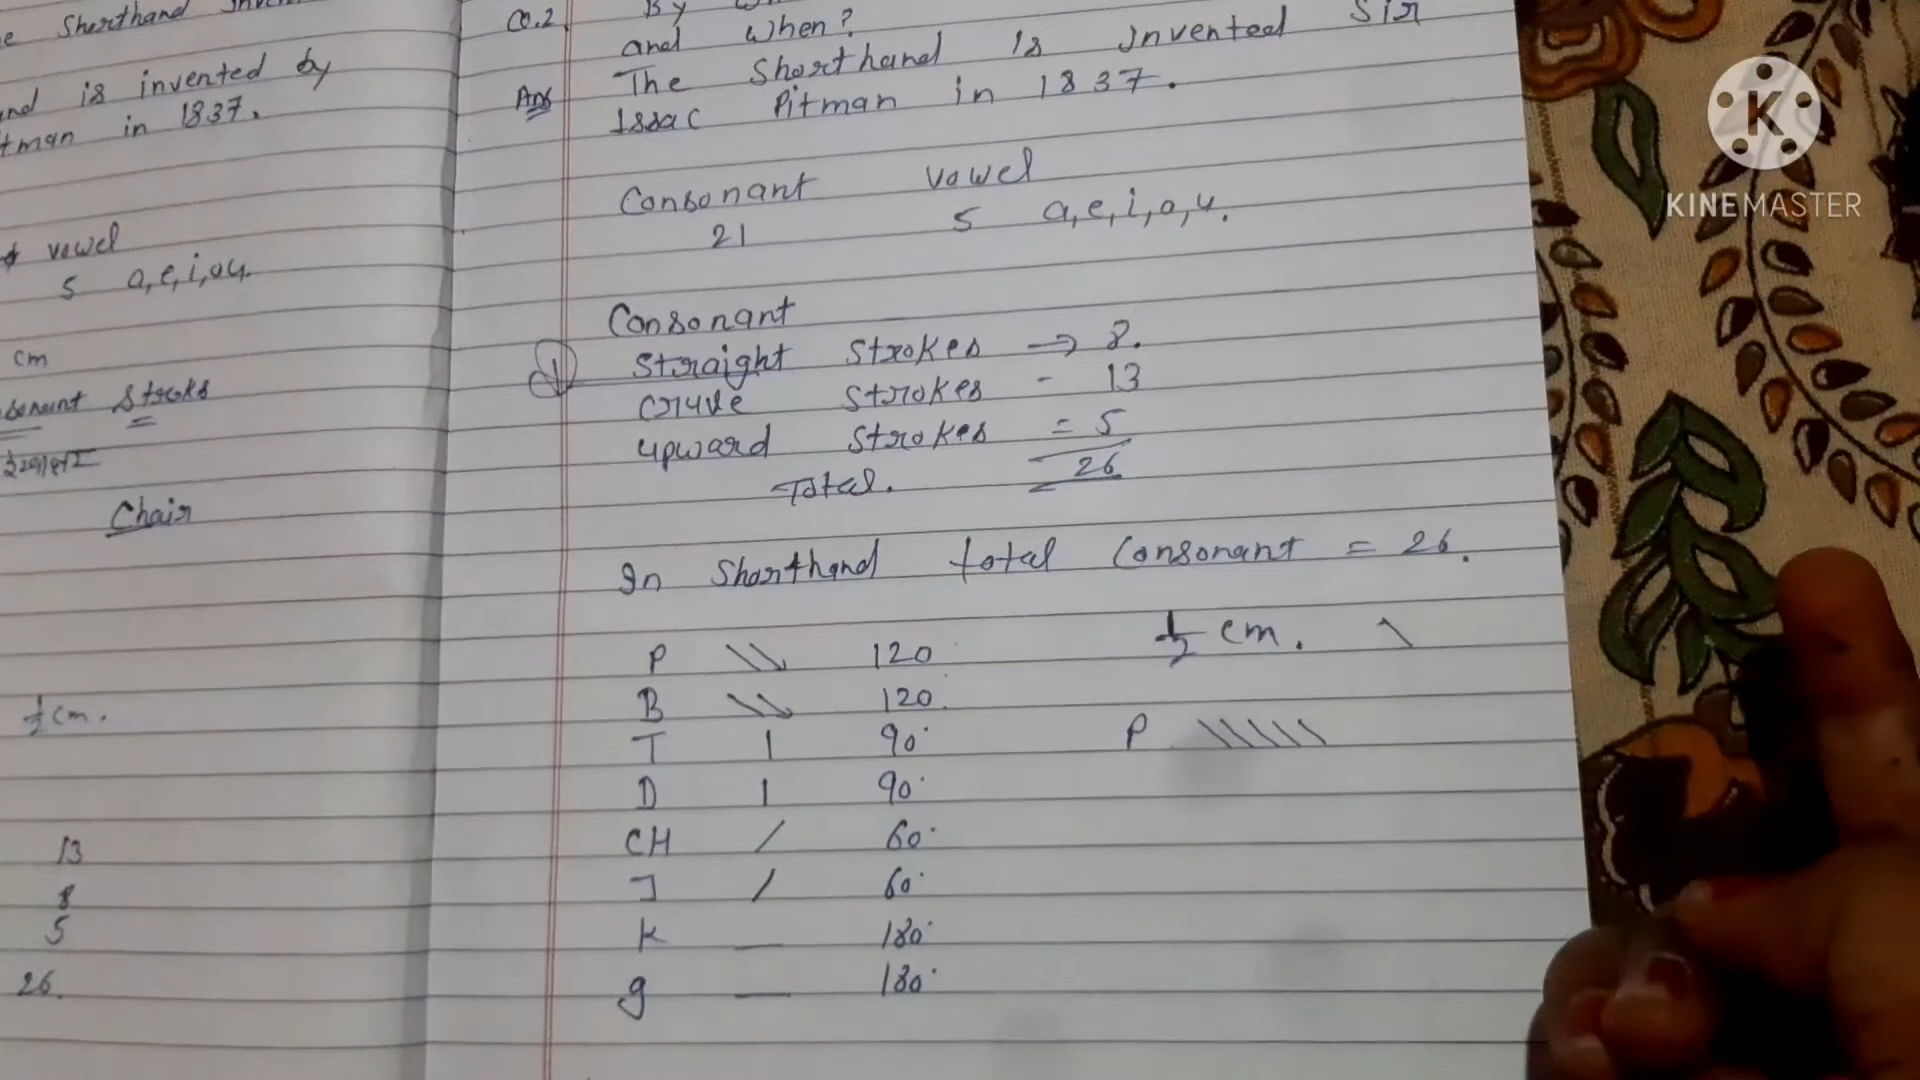 e Shorthand
and is invented by
tman in 1837.
vowel
5 a,e,i,o,u.
cm
sonant Stroks
Chair
1/2 cm.
13
8
5
26.
Q.2 By
and When?
Ans The Shorthand is invented Sir
Issac Pitman in 1837.
Consonant vowel
21 5 a,e,i,o,u.
Consonant
Straight Strokes → 8.
Cruve Strokes - 13
upward Strokes = 5
Total. = 26
In Shorthand total Consonant = 26.
1/2 cm. \
P \\ 120
B \\ 120
T | 90°
P \\\\\
D | 90°
CH / 60°
J / 60°
K — 180°
g — 180°
K
KINEMASTER